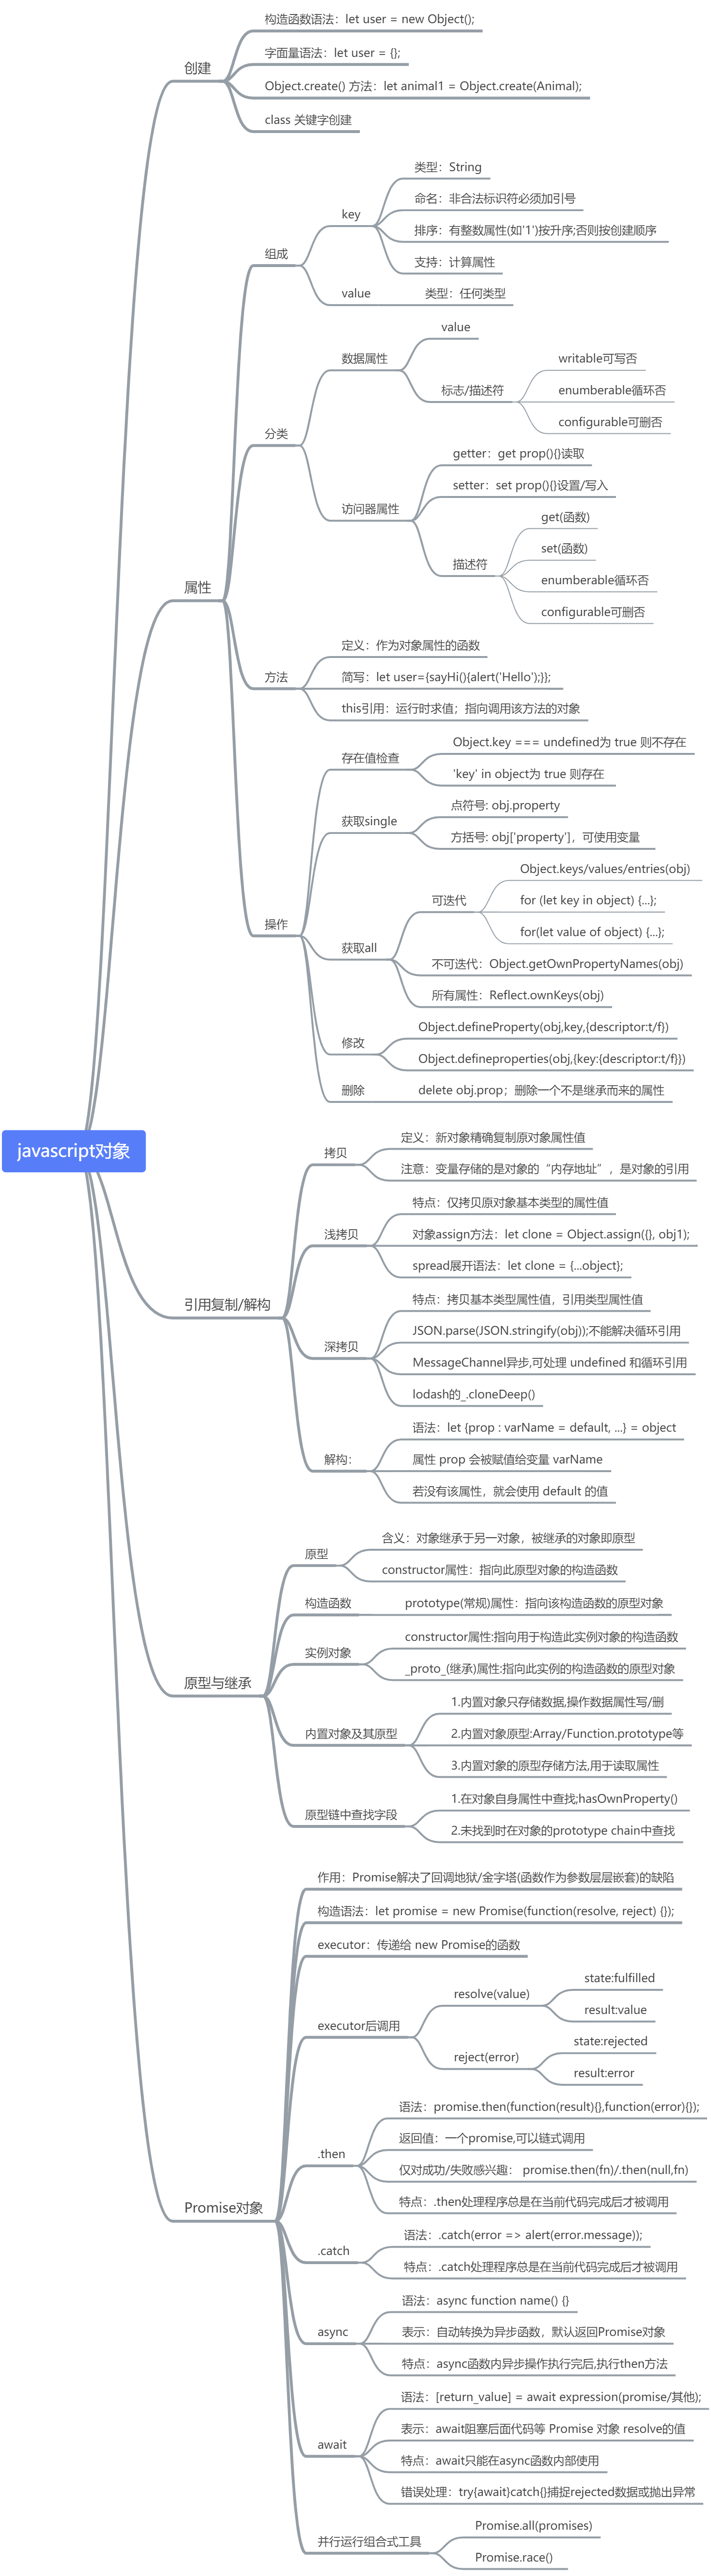 构造函数语法：let user = new Object();
字面量语法：let user = {};
创建
Object.create() 方法：let animal1 = Object.create(Animal);
class 关键字创建
类型：String
命名：非合法标识符必须加引号
key
排序：有整数属性(如'1')按升序;否则按创建顺序
组成
支持：计算属性
value
类型：任何类型
value
数据属性
writable可写否
标志/描述符
enumberable循环否
configurable可删否
分类
getter：get prop(){}读取
setter：set prop(){}设置/写入
访问器属性
get(函数)
set(函数)
描述符
enumberable循环否
configurable可删否
属性
定义：作为对象属性的函数
方法
简写：let user={sayHi(){alert('Hello');}};
this引用：运行时求值；指向调用该方法的对象
Object.key === undefined为 true 则不存在
存在值检查
'key' in object为 true 则存在
点符号: obj.property
获取single
方括号: obj['property']，可使用变量
Object.keys/values/entries(obj)
可迭代
for (let key in object) {...};
操作
for(let value of object) {...};
获取all
不可迭代：Object.getOwnPropertyNames(obj)
所有属性：Reflect.ownKeys(obj)
Object.defineProperty(obj,key,{descriptor:t/f})
修改
Object.defineproperties(obj,{key:{descriptor:t/f}})
删除
delete obj.prop；删除一个不是继承而来的属性
javascript对象
定义：新对象精确复制原对象属性值
拷贝
注意：变量存储的是对象的“内存地址”，是对象的引用
特点：仅拷贝原对象基本类型的属性值
浅拷贝
对象assign方法：let clone = Object.assign({}, obj1);
spread展开语法：let clone = {...object};
引用复制/解构
特点：拷贝基本类型属性值，引用类型属性值
JSON.parse(JSON.stringify(obj));不能解决循环引用
深拷贝
MessageChannel异步,可处理 undefined 和循环引用
lodash的_.cloneDeep()
语法：let {prop : varName = default, ...} = object
解构：
属性 prop 会被赋值给变量 varName
若没有该属性，就会使用 default 的值
含义：对象继承于另一对象，被继承的对象即原型
原型
constructor属性：指向此原型对象的构造函数
构造函数
prototype(常规)属性：指向该构造函数的原型对象
constructor属性:指向用于构造此实例对象的构造函数
实例对象
_proto_(继承)属性:指向此实例的构造函数的原型对象
原型与继承
1.内置对象只存储数据,操作数据属性写/删
内置对象及其原型
2.内置对象原型:Array/Function.prototype等
3.内置对象的原型存储方法,用于读取属性
1.在对象自身属性中查找;hasOwnProperty()
原型链中查找字段
2.未找到时在对象的prototype chain中查找
作用：Promise解决了回调地狱/金字塔(函数作为参数层层嵌套)的缺陷
构造语法：let promise = new Promise(function(resolve, reject) {});
executor：传递给 new Promise的函数
state:fulfilled
resolve(value)
result:value
executor后调用
state:rejected
reject(error)
result:error
语法：promise.then(function(result){},function(error){});
返回值：一个promise,可以链式调用
.then
仅对成功/失败感兴趣： promise.then(fn)/.then(null,fn)
特点：.then处理程序总是在当前代码完成后才被调用
Promise对象
语法：.catch(error => alert(error.message));
.catch
特点：.catch处理程序总是在当前代码完成后才被调用
语法：async function name() {}
async
表示：自动转换为异步函数，默认返回Promise对象
特点：async函数内异步操作执行完后,执行then方法
语法：[return_value] = await expression(promise/其他);
表示：await阻塞后面代码等 Promise 对象 resolve的值
await
特点：await只能在async函数内部使用
错误处理：try{await}catch{}捕捉rejected数据或抛出异常
Promise.all(promises)
并行运行组合式工具
Promise.race()